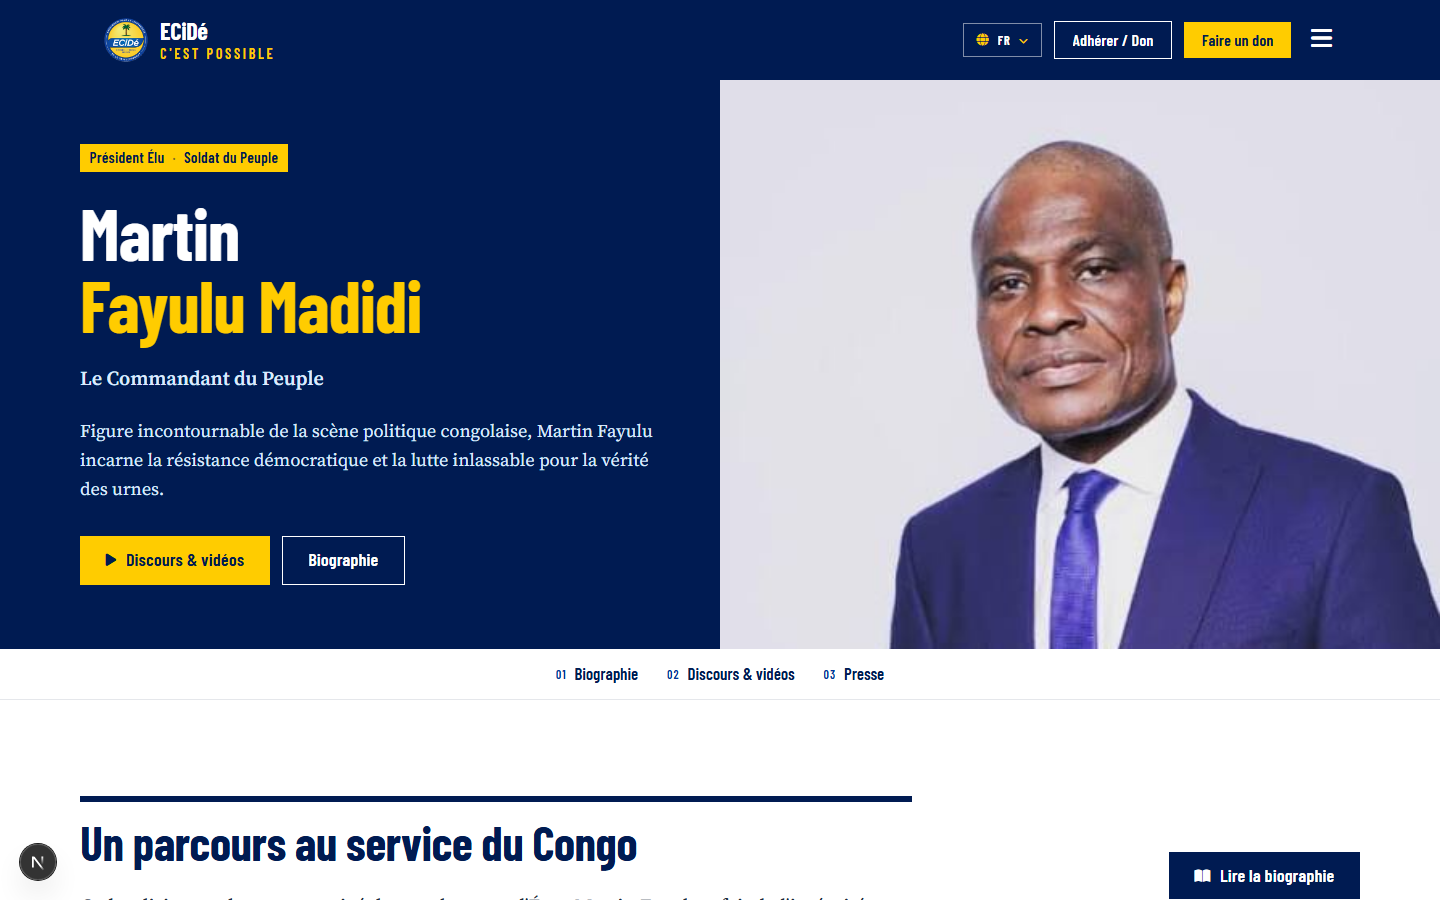 ECiDé
C'EST POSSIBLE
ECiDé
FR
Adhérer / Don
Faire un don
Président Élu · Soldat du Peuple
Martin
Fayulu Madidi
Le Commandant du Peuple
Figure incontournable de la scène politique congolaise, Martin Fayulu
incarne la résistance démocratique et la lutte inlassable pour la vérité
des urnes.
Discours & vidéos
Biographie
01 Biographie
02 Discours & vidéos
03 Presse
Un parcours au service du Congo
N
Lire la biographie